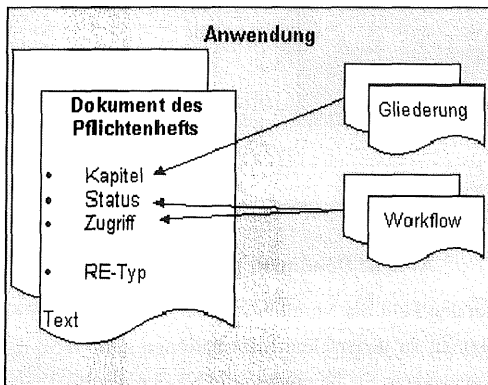 Anwendung
Dokument des
Pflichtenhefts
• Kapitel
• Status
• Zugriff
• RE-Typ
Text
Gliederung
Workflow